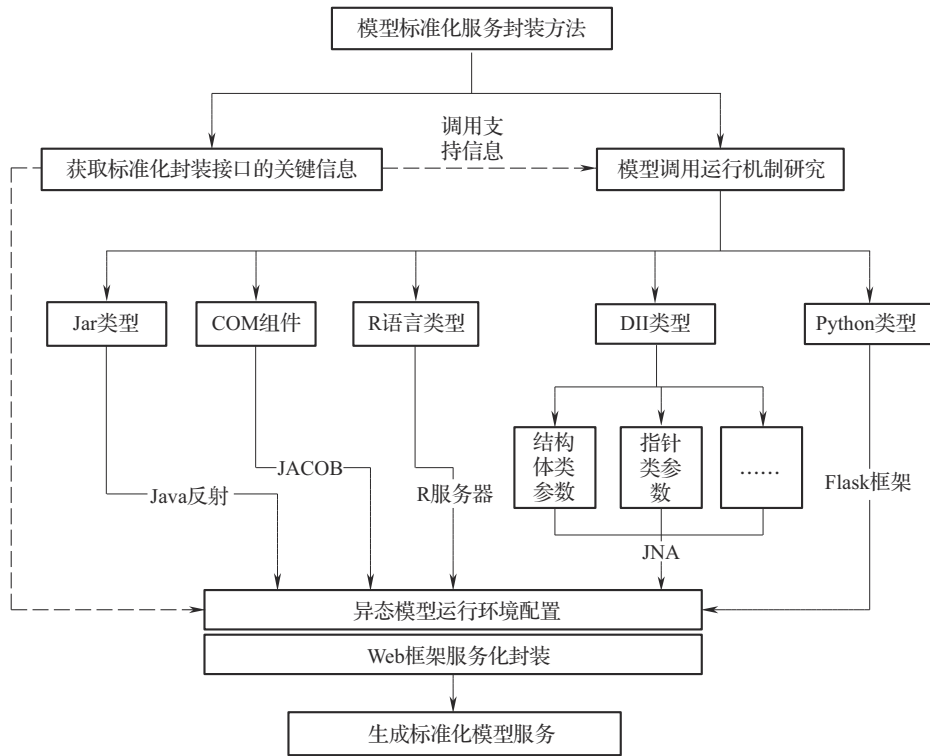 模型标准化服务封装方法
调用支
持信息
获取标准化封装接口的关键信息
模型调用运行机制研究
Jar类型
COM组件
R语言类型
DII类型
Python类型
结构
体类
参数
指针
类参
数
……
JACOB
Java反射
R服务器
Flask框架
JNA
异态模型运行环境配置
Web框架服务化封装
生成标准化模型服务